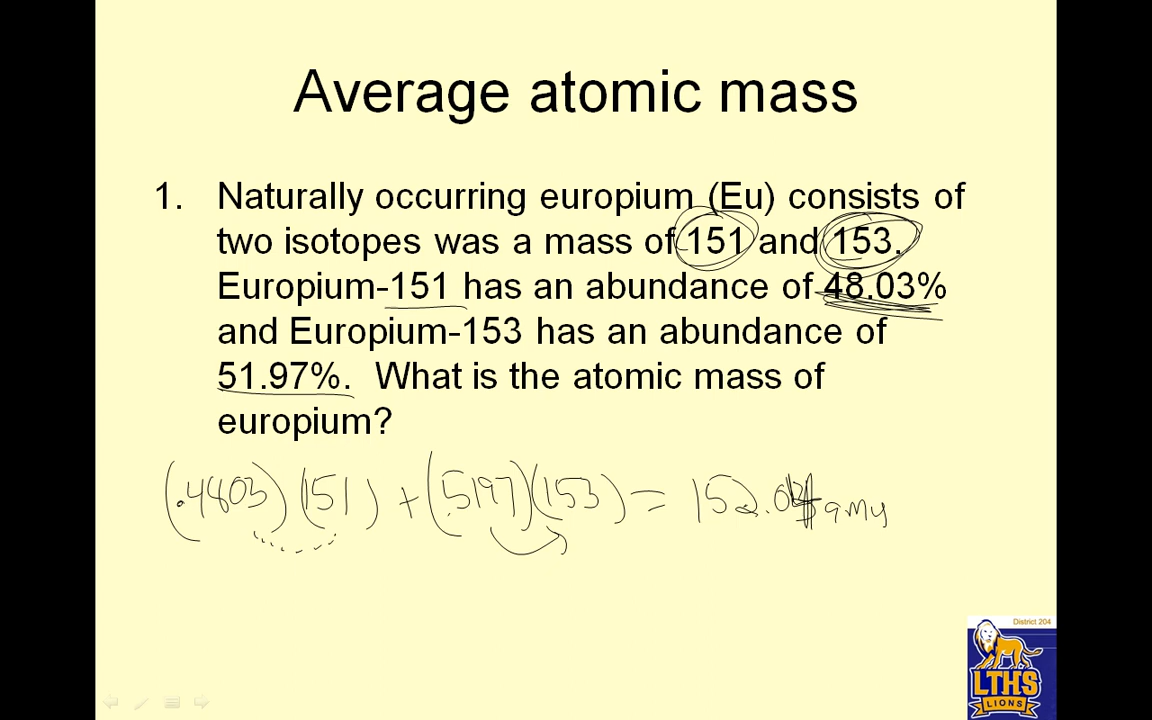 Average atomic mass
1. Naturally occurring europium (Eu) consists of
two isotopes was a mass of 151 and 153.
Europium-151 has an abundance of 48.03%
and Europium-153 has an abundance of
51.97%. What is the atomic mass of
europium?
(.4803)(151) + (.5197)(153) = amu
District 204
LTHS
LIONS